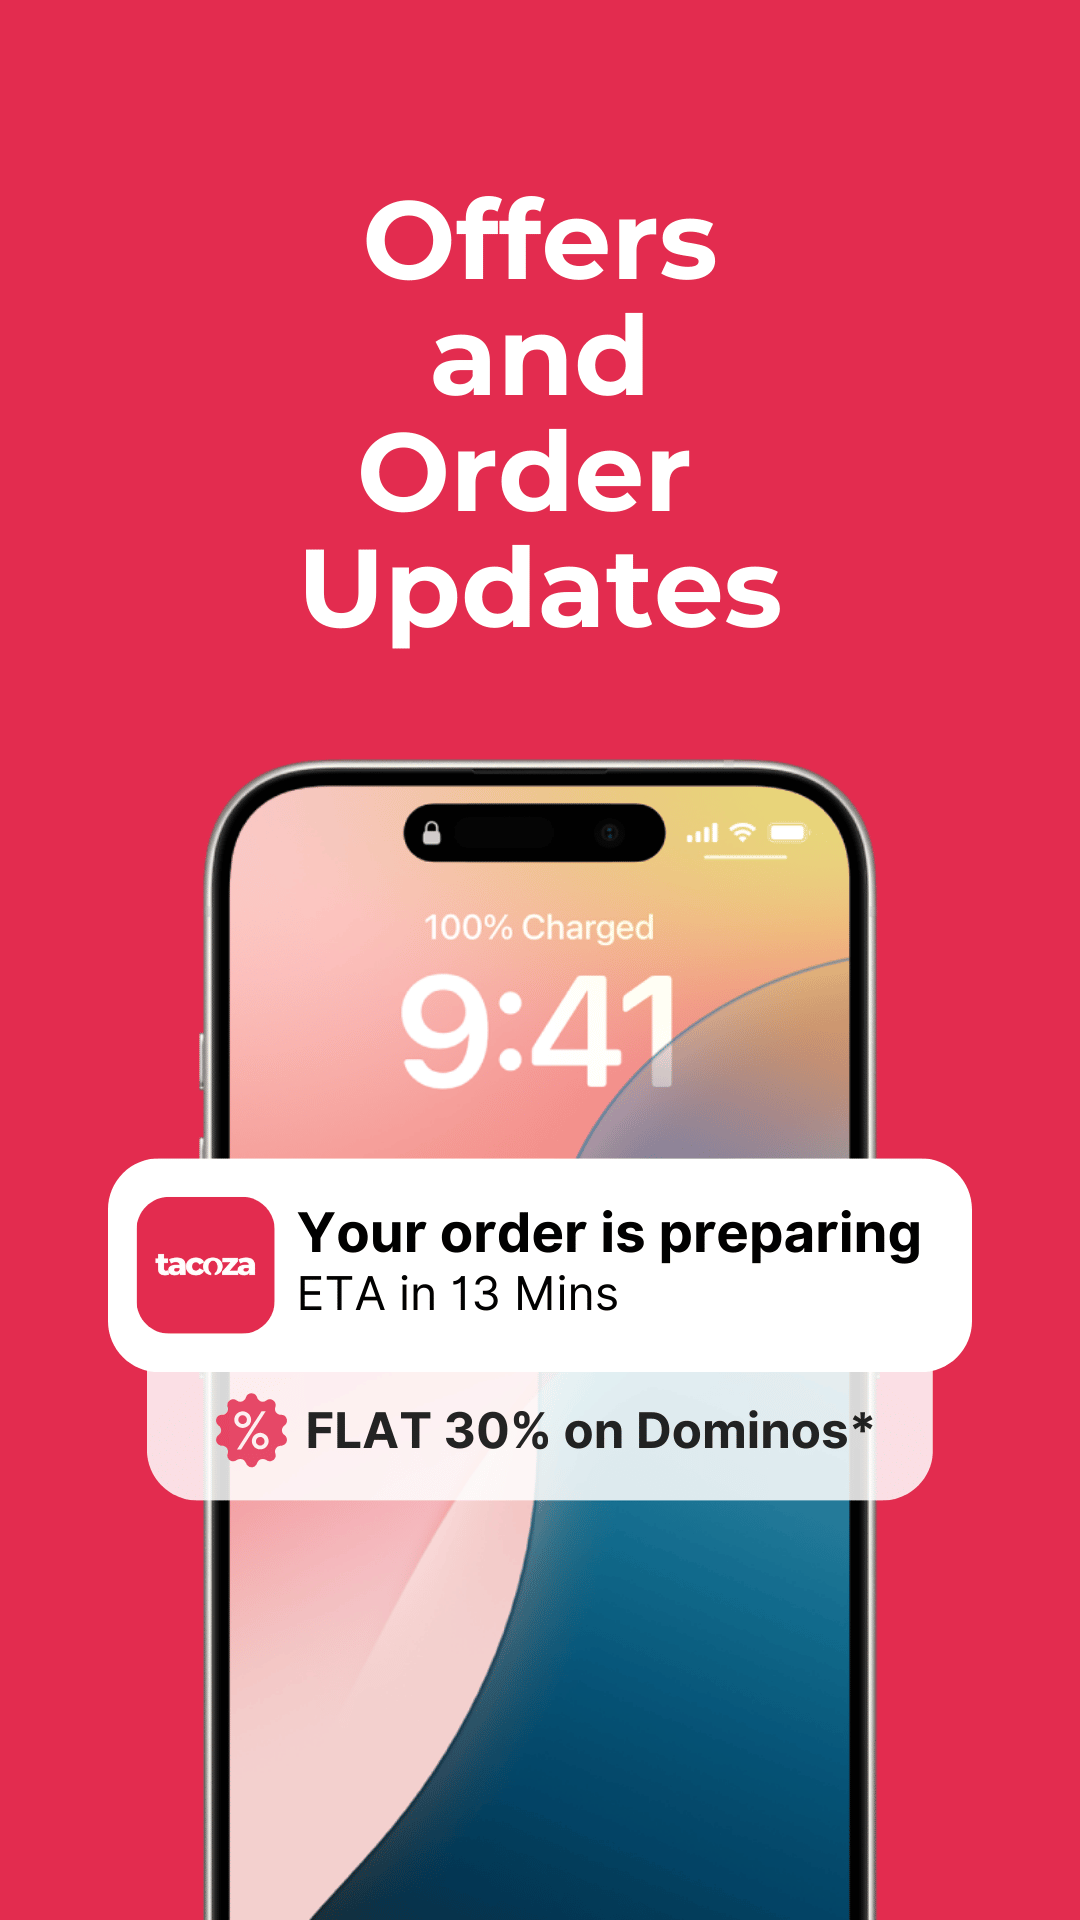 Offers
and
Order
Updates
100% Charged
9:41
tacoza
Your order is preparing
ETA in 13 Mins
% FLAT 30% on Dominos*